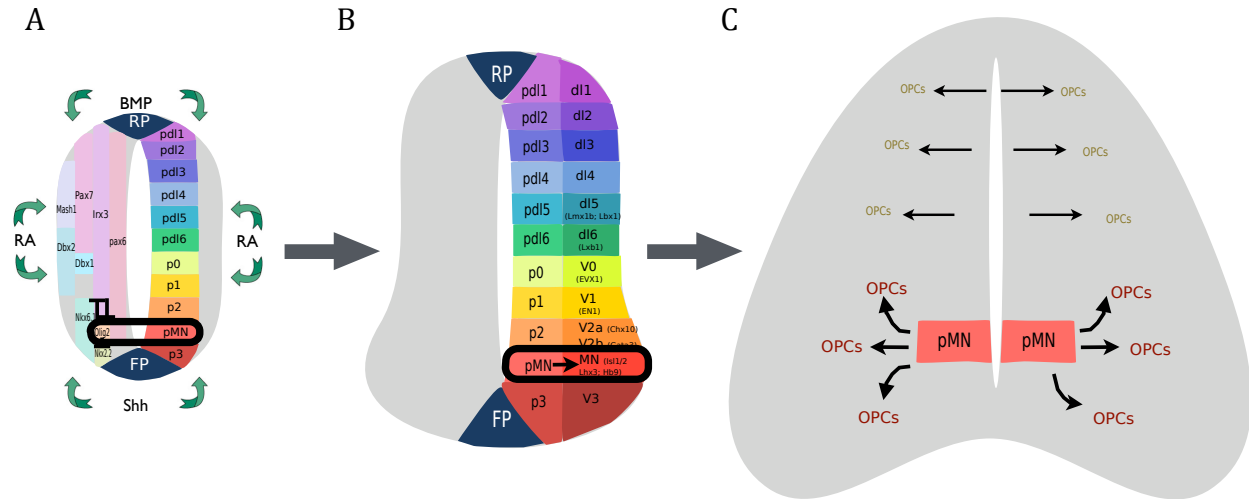 A
BMP
RP
pdl1
pdl2
pdl3
pdl4
pdl5
pdl6
p0
p1
p2
pMN
p3
FP
Pax7
Mash1
Irx3
pax6
Dbx2
Dbx1
Nkx6.1
Olig2
Nkx2.2
RA
RA
Shh
B
RP
pdl1 dl1
pdl2 dl2
pdl3 dl3
pdl4 dl4
pdl5 dl5
(Lmx1b; Lbx1)
pdl6 dl6
(Lxb1)
p0 V0
(EVX1)
p1 V1
(EN1)
p2 V2a (Chx10)
V2b (Gata3)
pMN MN (Isl1/2
Lhx3; Hb9)
p3 V3
FP
C
OPCs OPCs
OPCs OPCs
OPCs OPCs
OPCs OPCs
OPCs pMN pMN OPCs
OPCs OPCs